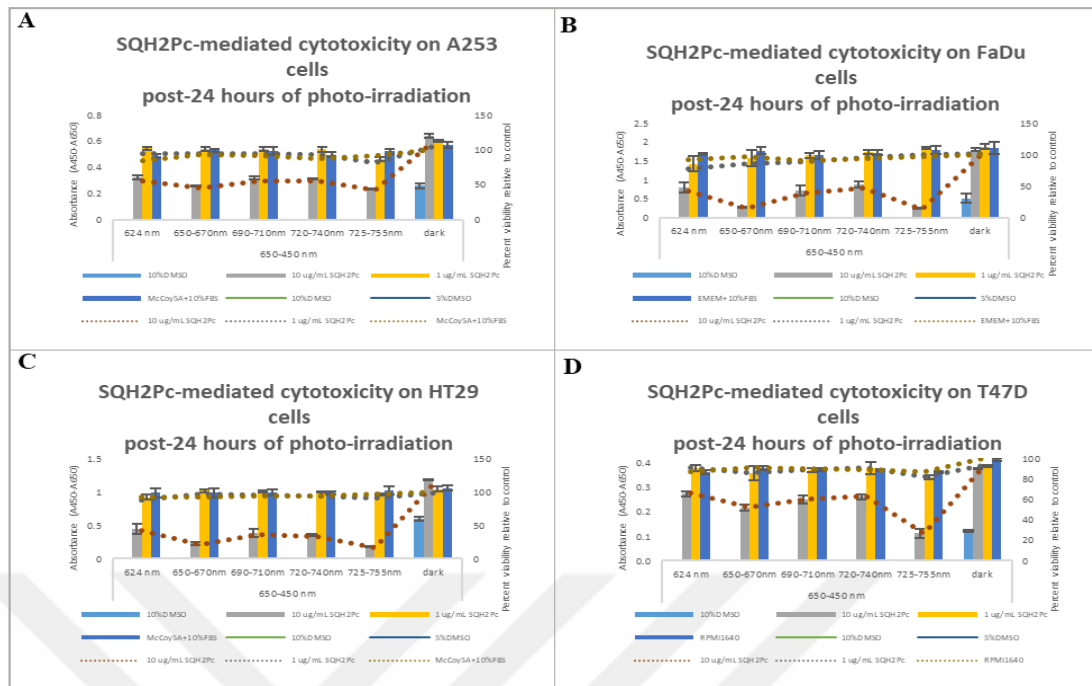 A
SQH2Pc-mediated cytotoxicity on A253
cells
post-24 hours of photo-irradiation
Absorbance (A450-A650)
0.8
0.6
0.4
0.2
0
150
100
50
0
Percent viability relative to control
624 nm 650-670nm 690-710nm 720-740nm 725-755nm dark
650-450 nm
10%DMSO 10 ug/mL SQH2Pc 1 ug/mL SQH2Pc
McCoy5A+10%FBS 10%DMSO 5%DMSO
10 ug/mL SQH2Pc 1 ug/mL SQH2Pc McCoy5A+10%FBS
B
SQH2Pc-mediated cytotoxicity on FaDu
cells
post-24 hours of photo-irradiation
Absorbance (A450-A650)
2.5
2
1.5
1
0.5
0
150
100
50
0
Percent viability relative to control
624 nm 650-670nm 690-710nm 720-740nm 725-755nm dark
650-450 nm
10%DMSO 10 ug/mL SQH2Pc 1 ug/mL SQH2Pc
EMEM+10%FBS 10%DMSO 5%DMSO
10 ug/mL SQH2Pc 1 ug/mL SQH2Pc EMEM+10%FBS
C
SQH2Pc-mediated cytotoxicity on HT29
cells
post-24 hours of photo-irradiation
Absorbance (A450-A650)
1.5
1
0.5
0
150
100
50
0
Percent viability relative to control
624 nm 650-670nm 690-710nm 720-740nm 725-755nm dark
650-450 nm
10%DMSO 10 ug/mL SQH2Pc 1 ug/mL SQH2Pc
McCoy5A+10%FBS 10%DMSO 5%DMSO
10 ug/mL SQH2Pc 1 ug/mL SQH2Pc McCoy5A+10%FBS
D
SQH2Pc-mediated cytotoxicity on T47D
cells
post-24 hours of photo-irradiation
Absorbance (A450-A650)
0.4
0.3
0.2
0.1
0.0
100
80
60
40
20
0
Percent viability relative to control
624 nm 650-670nm 690-710nm 720-740nm 725-755nm dark
650-450 nm
10%DMSO 10 ug/mL SQH2Pc 1 ug/mL SQH2Pc
RPMI1640 10%DMSO 5%DMSO
10 ug/mL SQH2Pc 1 ug/mL SQH2Pc RPMI1640